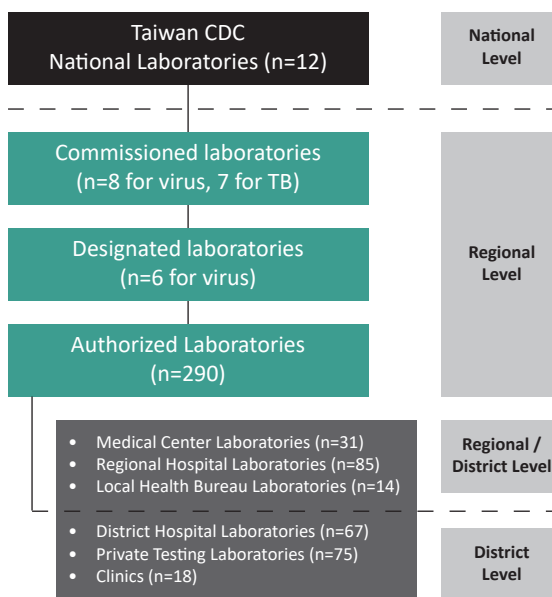 Taiwan CDC
National Laboratories (n=12)
National
Level
Commissioned laboratories
(n=8 for virus, 7 for TB)
Designated laboratories
(n=6 for virus)
Authorized Laboratories
(n=290)
Regional
Level
• Medical Center Laboratories (n=31)
• Regional Hospital Laboratories (n=85)
• Local Health Bureau Laboratories (n=14)
Regional /
District Level
• District Hospital Laboratories (n=67)
• Private Testing Laboratories (n=75)
• Clinics (n=18)
District
Level